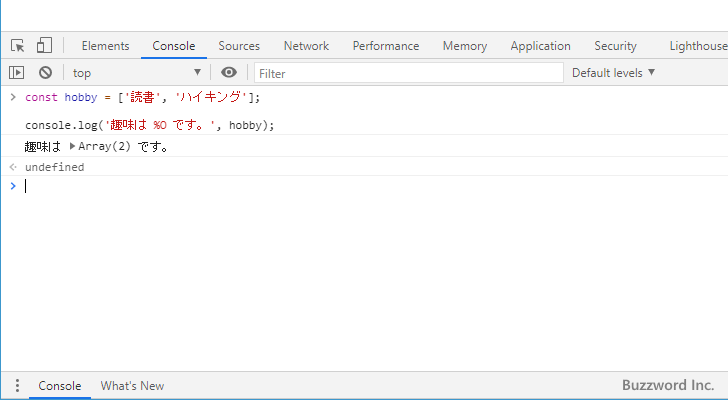 Elements Console Sources Network Performance Memory Application Security Lighthouse
top Filter Default levels
const hobby = ['読書', 'ハイキング'];
console.log('趣味は %O です。', hobby);
趣味は Array(2) です。
undefined
Console What's New
Buzzword Inc.